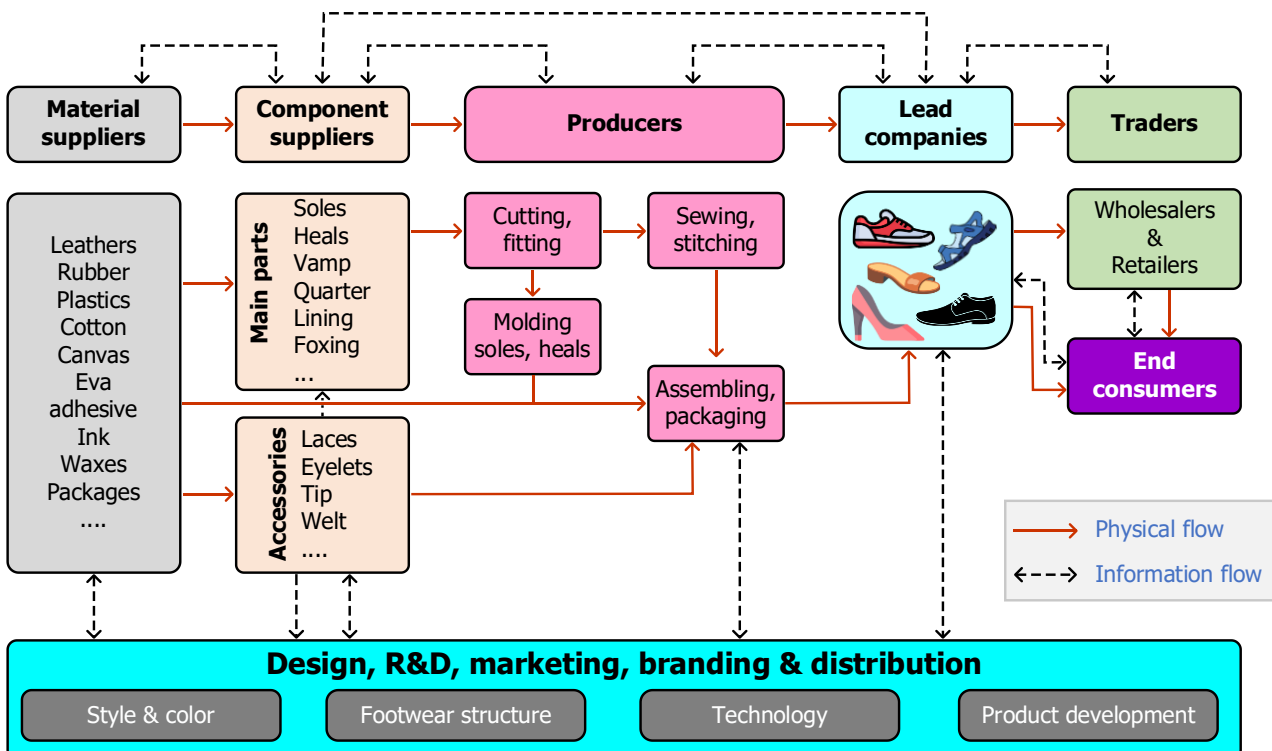 Material
suppliers
Component
suppliers
Producers
Lead
companies
Traders
Leathers
Rubber
Plastics
Cotton
Canvas
Eva
adhesive
Ink
Waxes
Packages
....
Main parts
Soles
Heals
Vamp
Quarter
Lining
Foxing
...
Accessories
Laces
Eyelets
Tip
Welt
....
Cutting,
fitting
Sewing,
stitching
Molding
soles, heals
Assembling,
packaging
Wholesalers
&
Retailers
End
consumers
Physical flow
Information flow
Design, R&D, marketing, branding & distribution
Style & color
Footwear structure
Technology
Product development